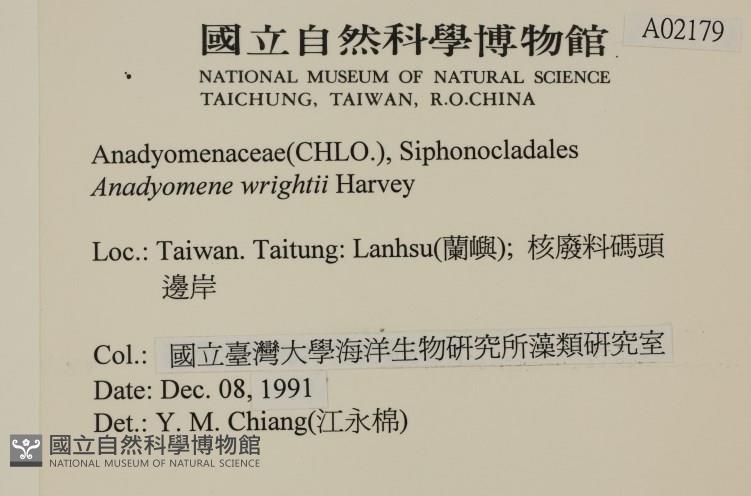 國立自然科學博物館
A02179
NATIONAL MUSEUM OF NATURAL SCIENCE
TAICHUNG, TAIWAN, R.O.CHINA
Anadyomenaceae(CHLO.), Siphonocladales
Anadyomene wrightii Harvey
Loc.: Taiwan. Taitung: Lanhsu(蘭嶼); 核廢料碼頭
邊岸
Col.: 國立臺灣大學海洋生物研究所藻類研究室
Date: Dec. 08, 1991
Det.: Y. M. Chiang(江永棉)
國立自然科學博物館
NATIONAL MUSEUM OF NATURAL SCIENCE